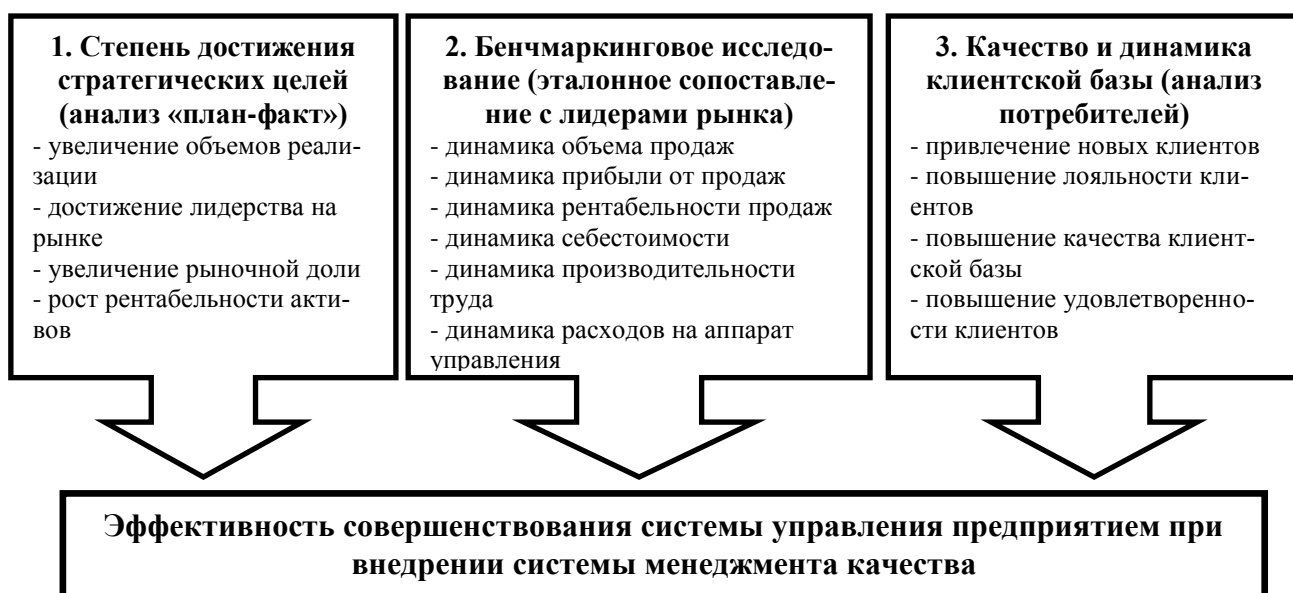 1. Степень достижения
стратегических целей
(анализ «план-факт»)
- увеличение объемов реали-
зации
- достижение лидерства на
рынке
- увеличение рыночной доли
- рост рентабельности акти-
вов
2. Бенчмаркинговое исследо-
вание (эталонное сопоставле-
ние с лидерами рынка)
- динамика объема продаж
- динамика прибыли от продаж
- динамика рентабельности продаж
- динамика себестоимости
- динамика производительности
труда
- динамика расходов на аппарат
управления
3. Качество и динамика
клиентской базы (анализ
потребителей)
- привлечение новых клиентов
- повышение лояльности кли-
ентов
- повышение качества клиент-
ской базы
- повышение удовлетворенно-
сти клиентов
Эффективность совершенствования системы управления предприятием при
внедрении системы менеджмента качества